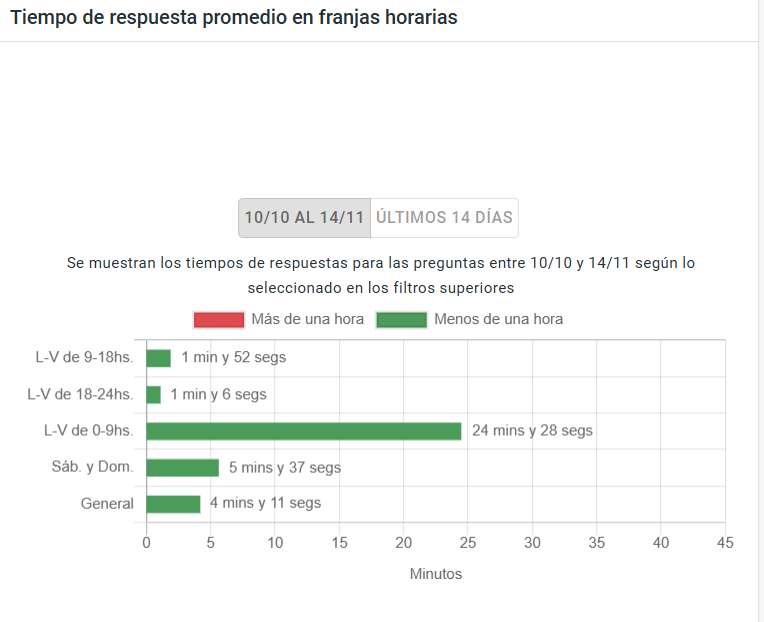 Tiempo de respuesta promedio en franjas horarias
10/10 AL 14/11 ÚLTIMOS 14 DÍAS
Se muestran los tiempos de respuestas para las preguntas entre 10/10 y 14/11 según lo
seleccionado en los filtros superiores
Más de una hora Menos de una hora
L-V de 9-18hs. 1 min y 52 segs
L-V de 18-24hs. 1 min y 6 segs
L-V de 0-9hs. 24 mins y 28 segs
Sáb. y Dom. 5 mins y 37 segs
General 4 mins y 11 segs
0 5 10 15 20 25 30 35 40 45
Minutos